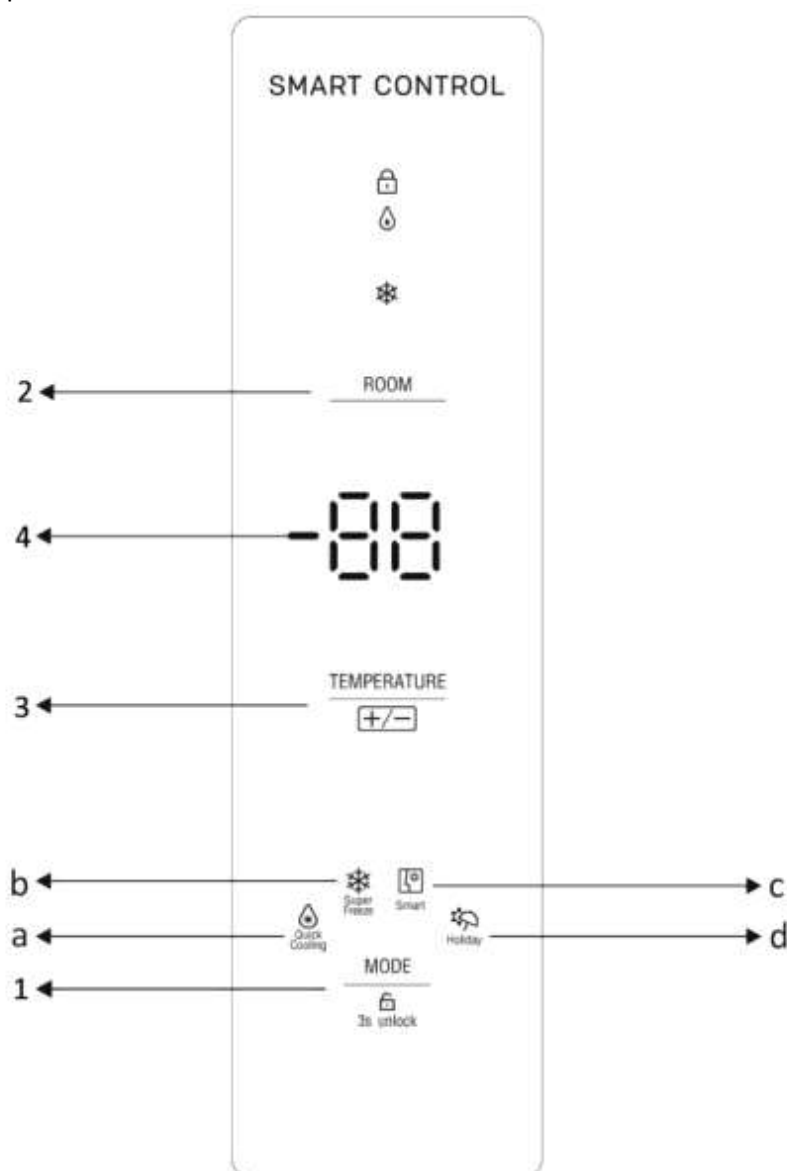 SMART CONTROL
2
ROOM
4
-88
TEMPERATURE
3
+/-
b
Super
Freeze
Smart
c
a
Quick
Cooling
Holiday
d
MODE
1
3s unlock